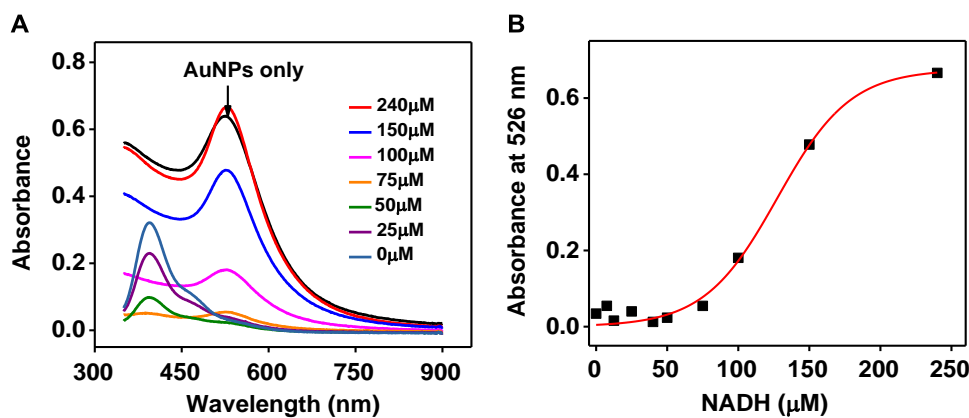 A
0.8
0.6
0.4
0.2
0.0
Absorbance
AuNPs only
240μM
150μM
100μM
75μM
50μM
25μM
0μM
300 450 600 750 900
Wavelength (nm)
B
0.6
0.4
0.2
0.0
Absorbance at 526 nm
0 50 100 150 200 250
NADH (μM)